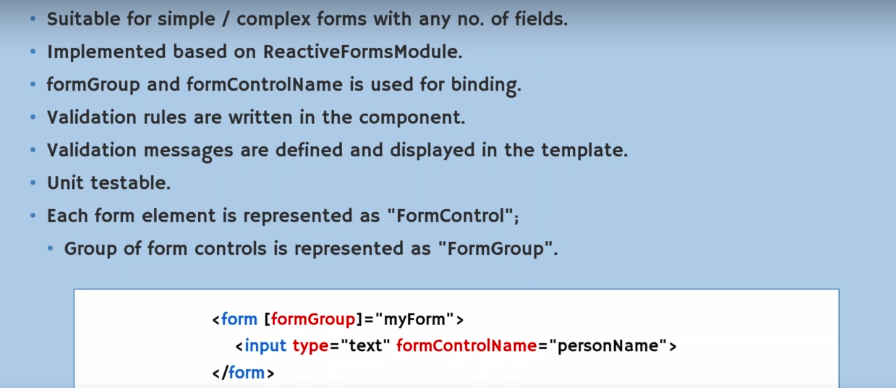 Suitable for simple / complex forms with any no. of fields.
Implemented based on ReactiveFormsModule.
formGroup and formControlName is used for binding.
Validation rules are written in the component.
Validation messages are defined and displayed in the template.
Unit testable.
Each form element is represented as "FormControl";
Group of form controls is represented as "FormGroup".
<form [formGroup]="myForm">
<input type="text" formControlName="personName">
</form>